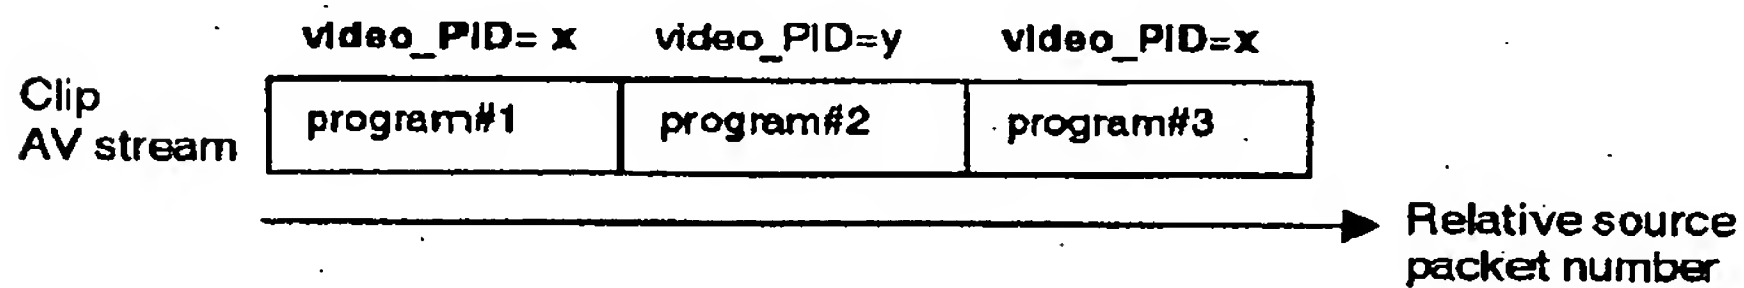 video_PID= x video_PID=y video_PID=x
Clip
AV stream
program#1 program#2 program#3
Relative source
packet number